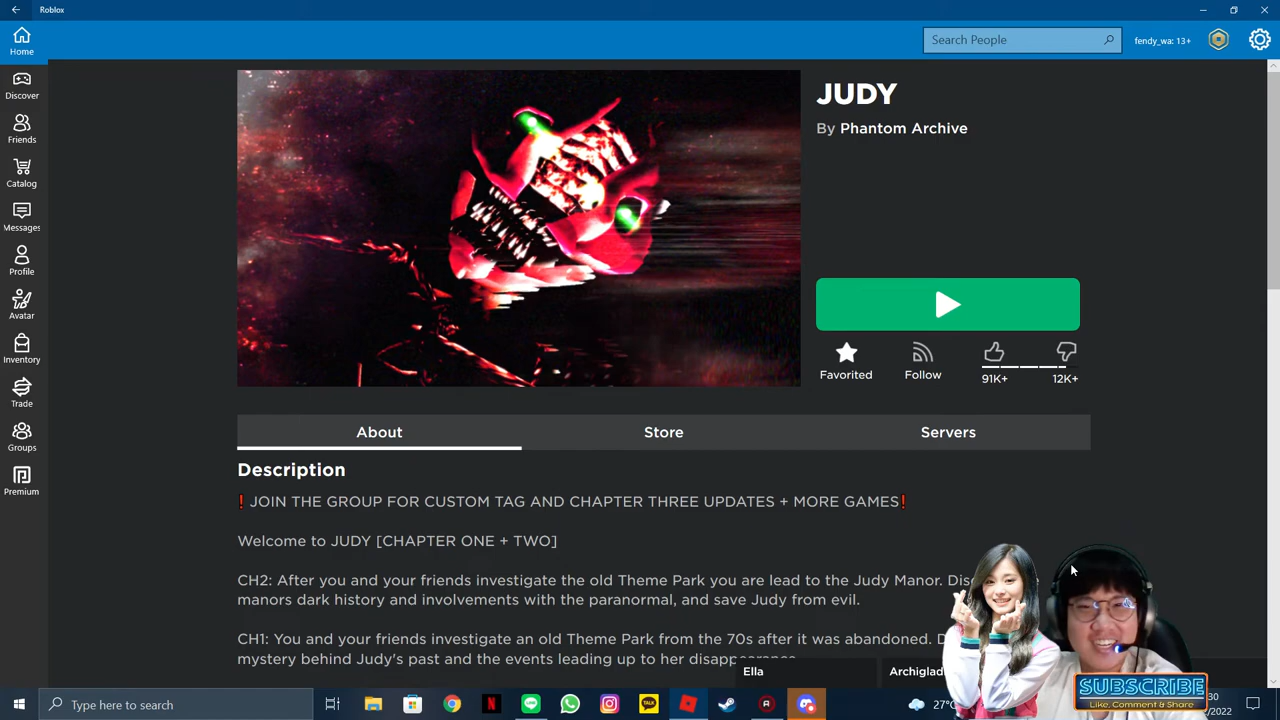 Roblox
Home
Search People
fendy_wa: 13+
Discover
Friends
Catalog
Messages
Profile
Avatar
Inventory
Trade
Groups
Premium
JUDY
By Phantom Archive
Favorited
Follow
91K+
12K+
About
Store
Servers
Description
❗JOIN THE GROUP FOR CUSTOM TAG AND CHAPTER THREE UPDATES + MORE GAMES❗
Welcome to JUDY [CHAPTER ONE + TWO]
CH2: After you and your friends investigate the old Theme Park you are lead to the Judy Manor.
manors dark history and involvements with the paranormal, and save Judy from evil.
CH1: You and your friends investigate an old Theme Park from the 70s after it was abandoned.
mystery behind Judy's past and the events leading up to her disappearance.
Ella
Archiglad
SUBSCRIBE
Like, Comment & Share
Type here to search
TALK
27°
30
/2022